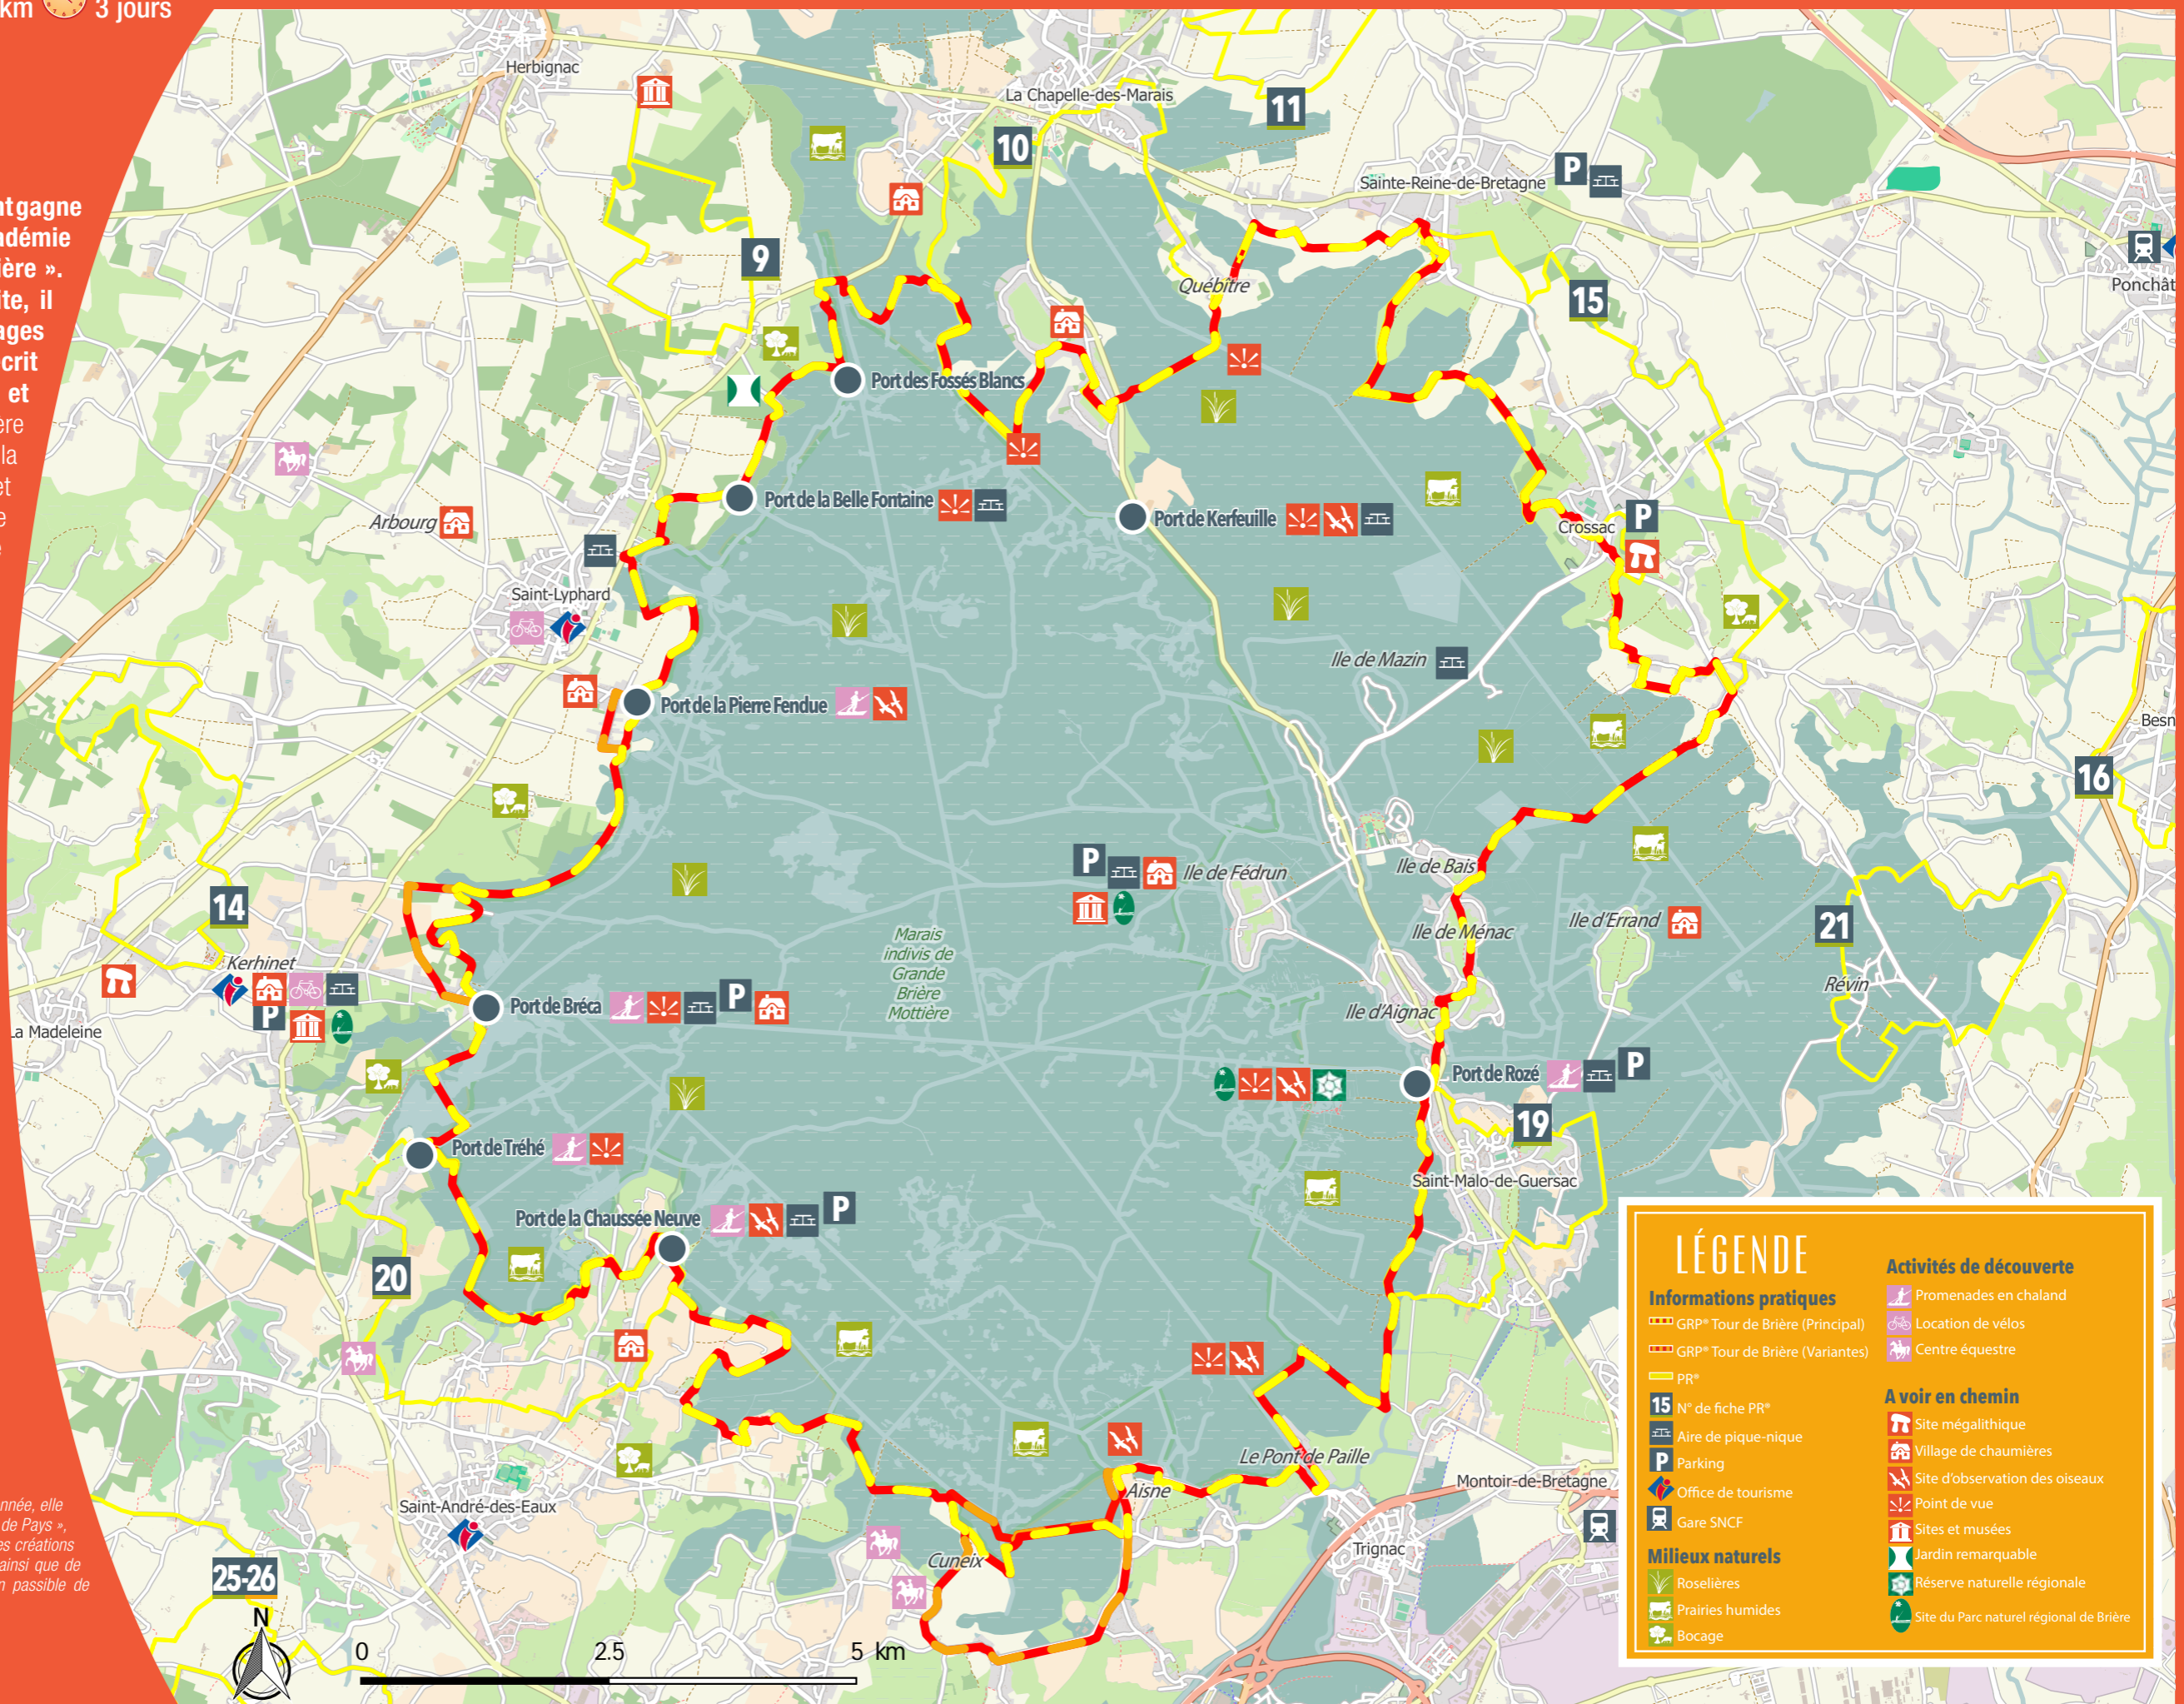 km
3 jours
nt gagne
adémie
ière ».
ite, il
ages
crit
et
ère
la
et
e
nnée, elle
de Pays »,
es créations
ainsi que de
n passible de
Herbignac
La Chapelle-des-Marais
11
10
Sainte-Reine-de-Bretagne
P
9
Québitre
15
Ponchât
Port des Fossés Blancs
Port de la Belle Fontaine
Port de Kerfeuille
Arbourg
Crossac
P
Saint-Lyphard
Ile de Mazin
Port de la Pierre Fendue
Besn
16
P
Ile de Fédrun
Ile de Bais
14
Ile d'Errand
21
Marais
indivis de
Grande
Brière
Mottière
Ile de Ménac
Kerhinet
P
Révin
La Madeleine
Port de Bréca
P
Ile d'Aignac
Port de Rozé
P
19
Port de Tréhé
Saint-Malo-de-Guersac
Port de la Chaussée Neuve
P
20
Le Pont de Paille
Montoir-de-Bretagne
Aisne
Saint-André-des-Eaux
Trignac
Cuneix
25-26
N
0
2.5
5 km
LÉGENDE
Informations pratiques
GRP® Tour de Brière (Principal)
GRP® Tour de Brière (Variantes)
PR®
15 N° de fiche PR®
Aire de pique-nique
P Parking
Office de tourisme
Gare SNCF
Milieux naturels
Roselières
Prairies humides
Bocage
Activités de découverte
Promenades en chaland
Location de vélos
Centre équestre
A voir en chemin
Site mégalithique
Village de chaumières
Site d'observation des oiseaux
Point de vue
Sites et musées
Jardin remarquable
Réserve naturelle régionale
Site du Parc naturel régional de Brière